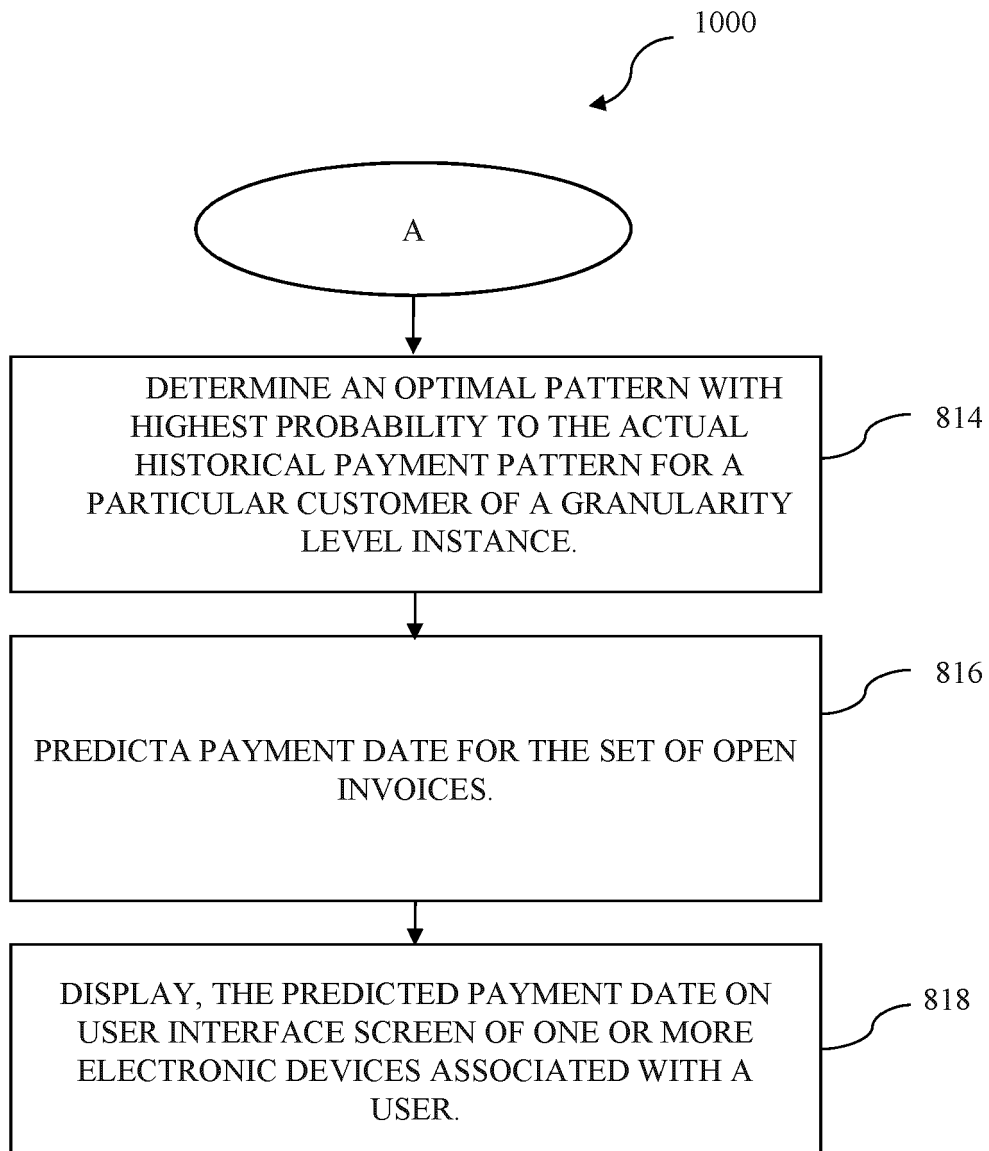 1000
A
DETERMINE AN OPTIMAL PATTERN WITH
HIGHEST PROBABILITY TO THE ACTUAL
HISTORICAL PAYMENT PATTERN FOR A
PARTICULAR CUSTOMER OF A GRANULARITY
LEVEL INSTANCE.
814
PREDICTA PAYMENT DATE FOR THE SET OF OPEN
INVOICES.
816
DISPLAY, THE PREDICTED PAYMENT DATE ON
USER INTERFACE SCREEN OF ONE OR MORE
ELECTRONIC DEVICES ASSOCIATED WITH A
USER.
818